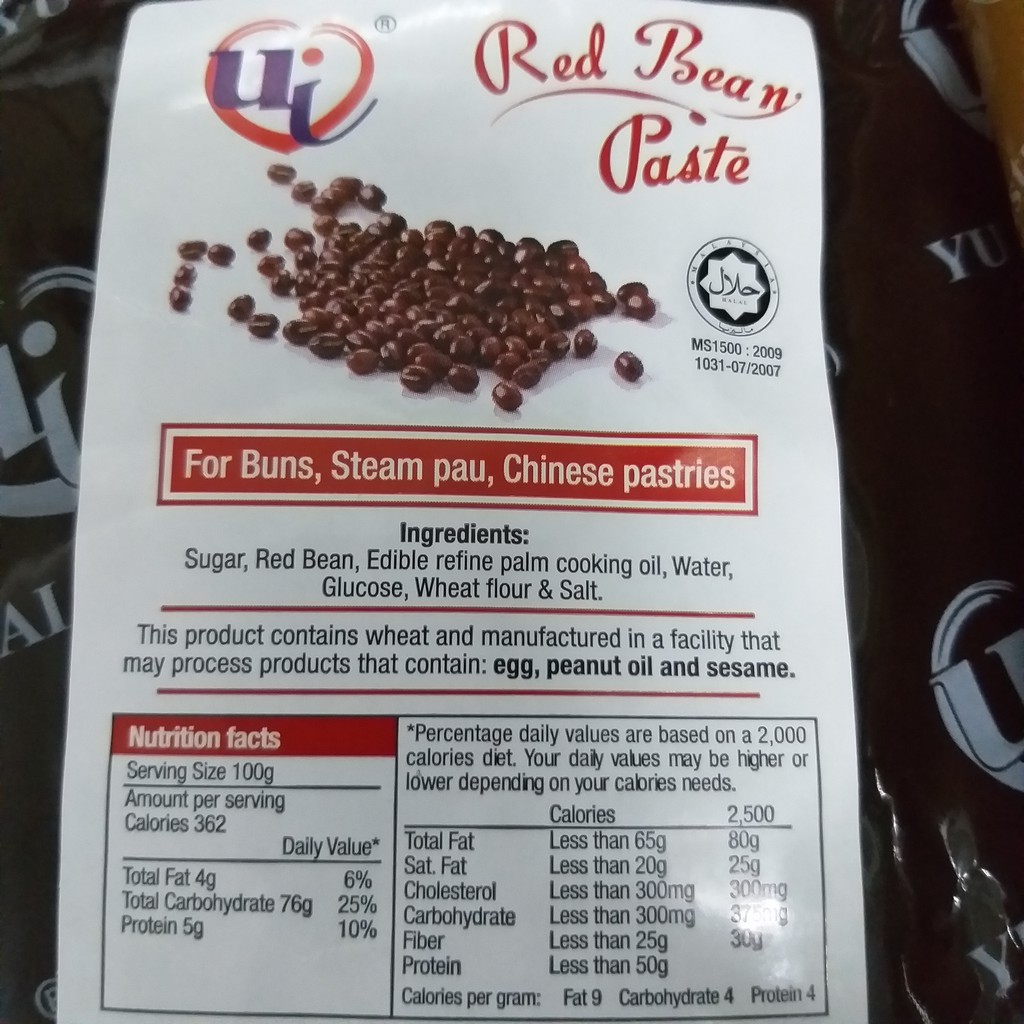 ui ®
Red Bean
Paste
MALAYSIA
حلال
HALAL
ماليزيا
MS1500 : 2009
1031-07/2007
For Buns, Steam pau, Chinese pastries
Ingredients:
Sugar, Red Bean, Edible refine palm cooking oil, Water,
Glucose, Wheat flour & Salt.
This product contains wheat and manufactured in a facility that
may process products that contain: egg, peanut oil and sesame.
Nutrition facts
Serving Size 100g
Amount per serving
Calories 362
Daily Value*
Total Fat 4g 6%
Total Carbohydrate 76g 25%
Protein 5g 10%
*Percentage daily values are based on a 2,000
calories diet. Your daily values may be higher or
lower depending on your calories needs.
Calories 2,500
Total Fat Less than 65g 80g
Sat. Fat Less than 20g 25g
Cholesterol Less than 300mg 300mg
Carbohydrate Less than 300mg 375mg
Fiber Less than 25g 30g
Protein Less than 50g
Calories per gram: Fat 9 Carbohydrate 4 Protein 4
YU
AI
ui